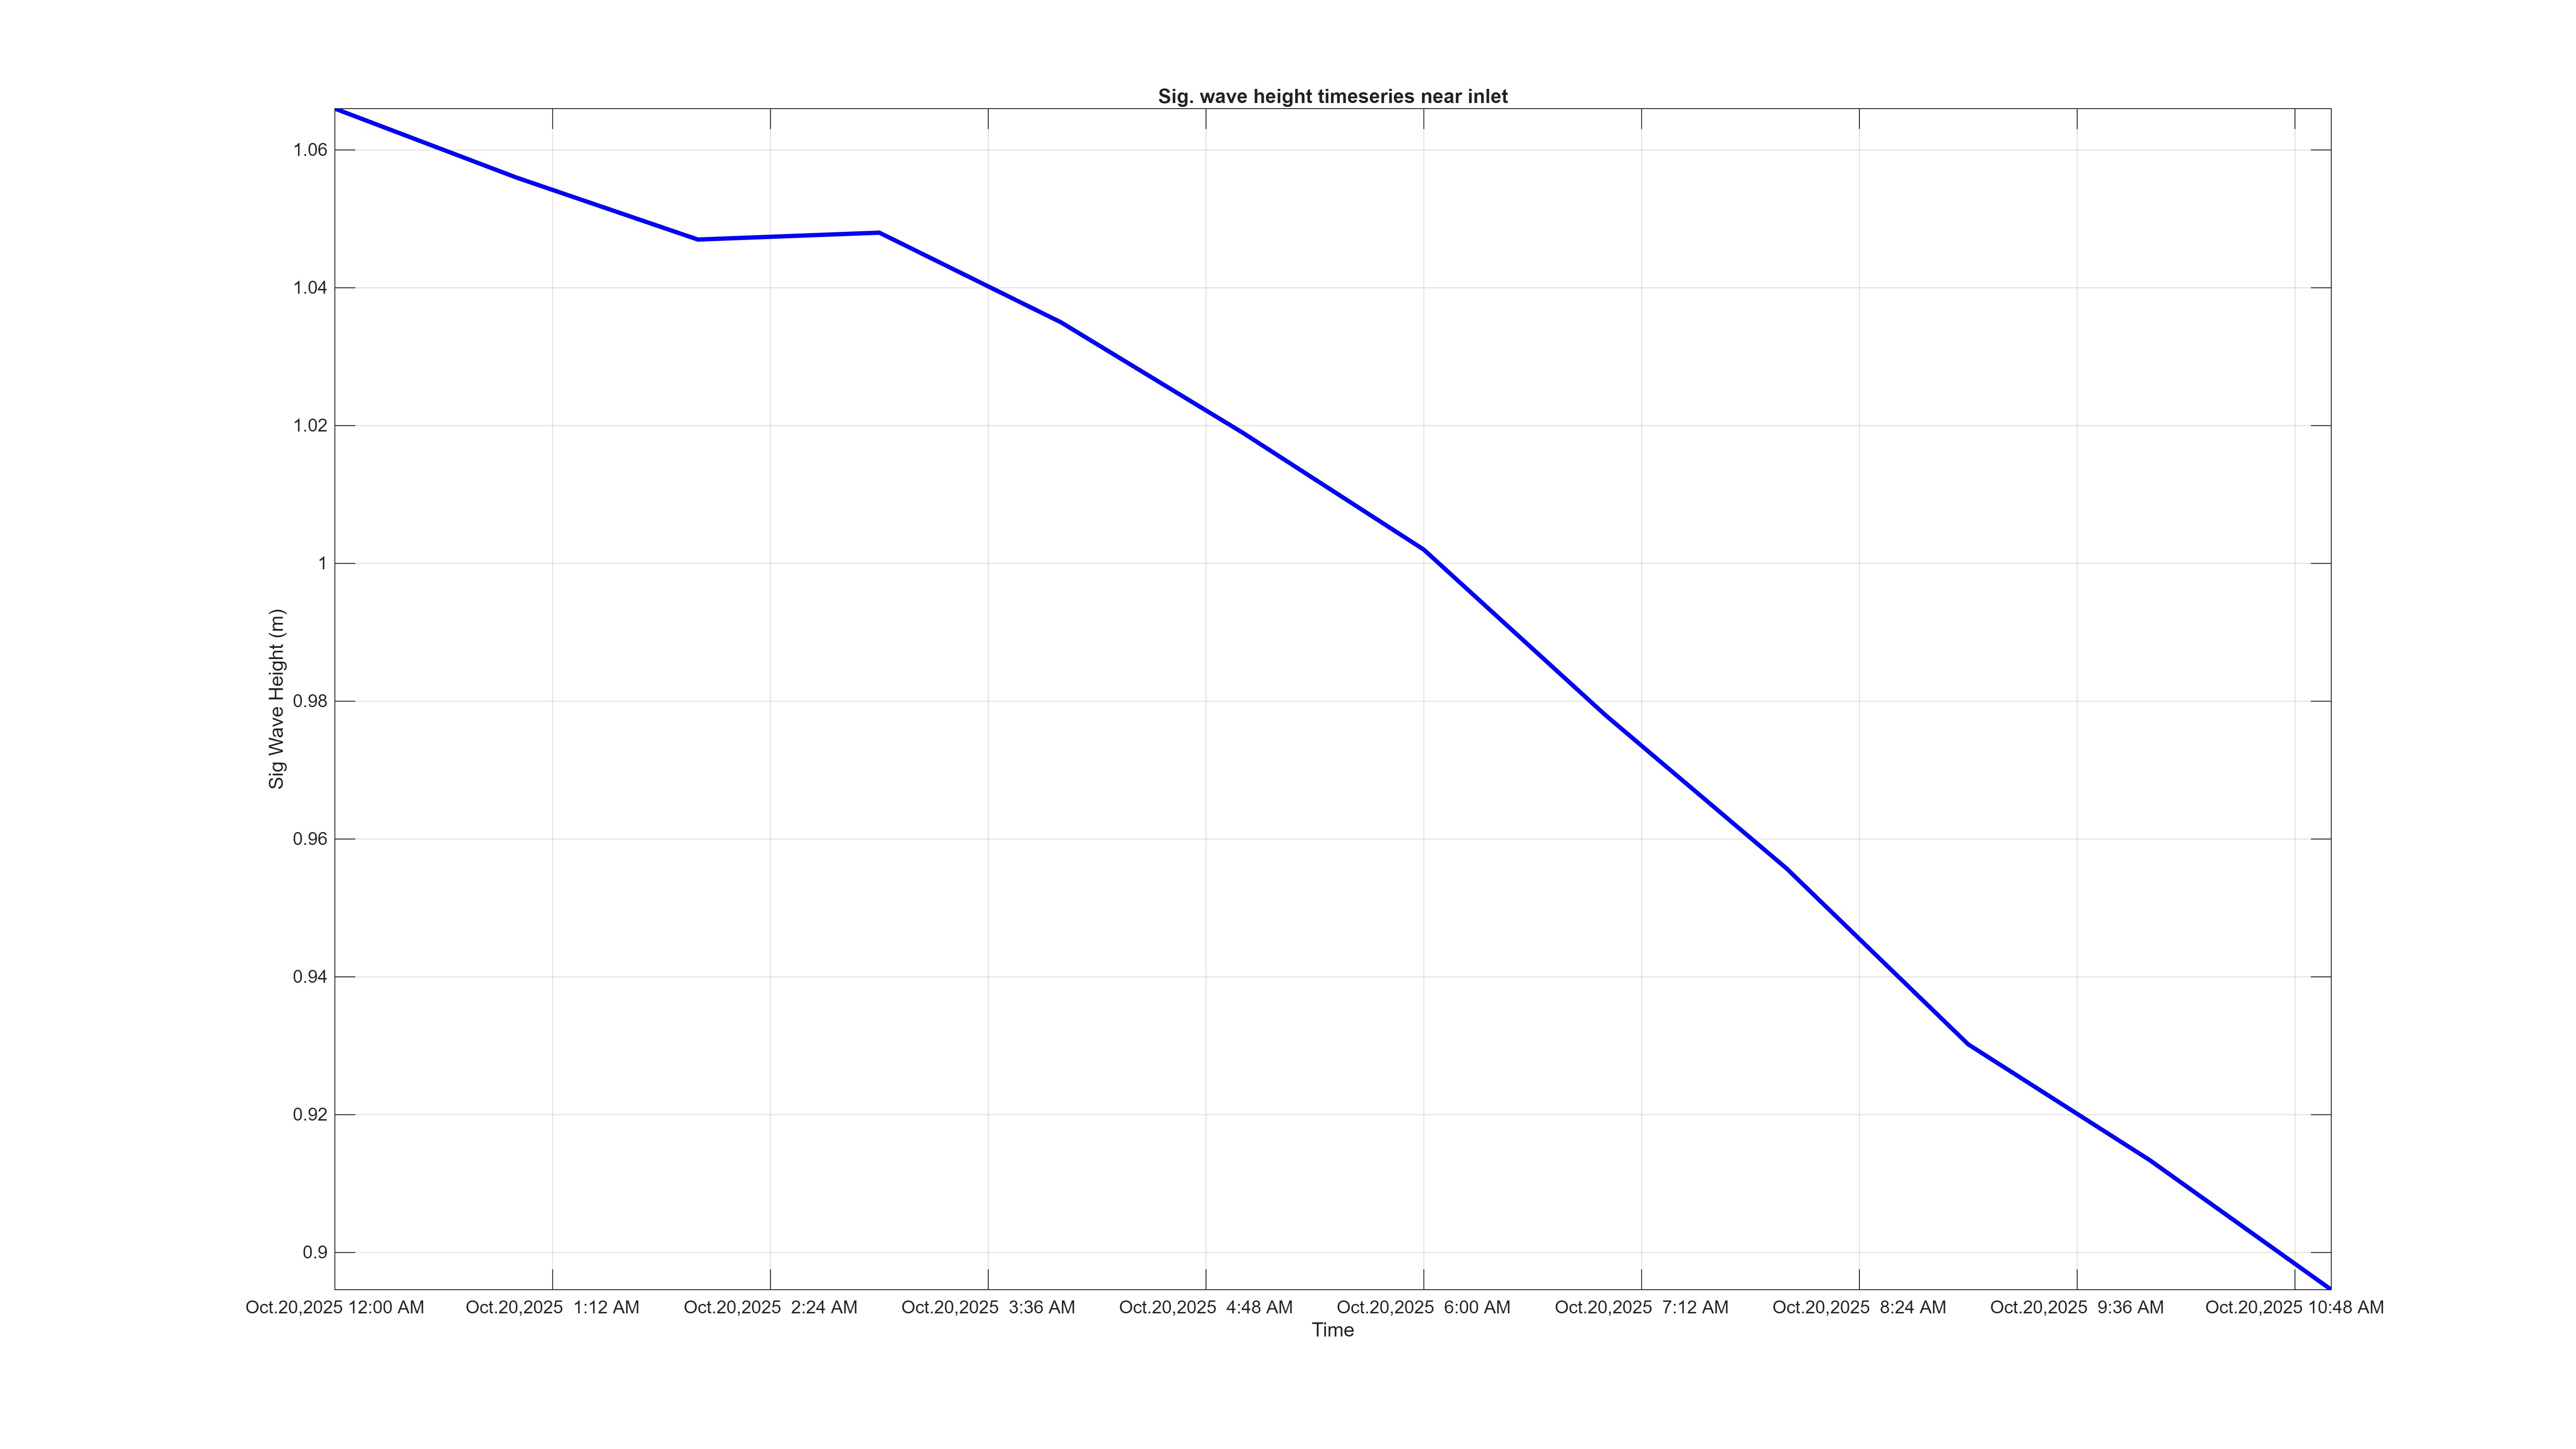 Sig. wave height timeseries near inlet
1.06
1.04
1.02
1
0.98
0.96
0.94
0.92
0.9
Sig Wave Height (m)
Oct.20,2025 12:00 AM Oct.20,2025  1:12 AM Oct.20,2025  2:24 AM Oct.20,2025  3:36 AM Oct.20,2025  4:48 AM Oct.20,2025  6:00 AM Oct.20,2025  7:12 AM Oct.20,2025  8:24 AM Oct.20,2025  9:36 AM Oct.20,2025 10:48 AM
Time